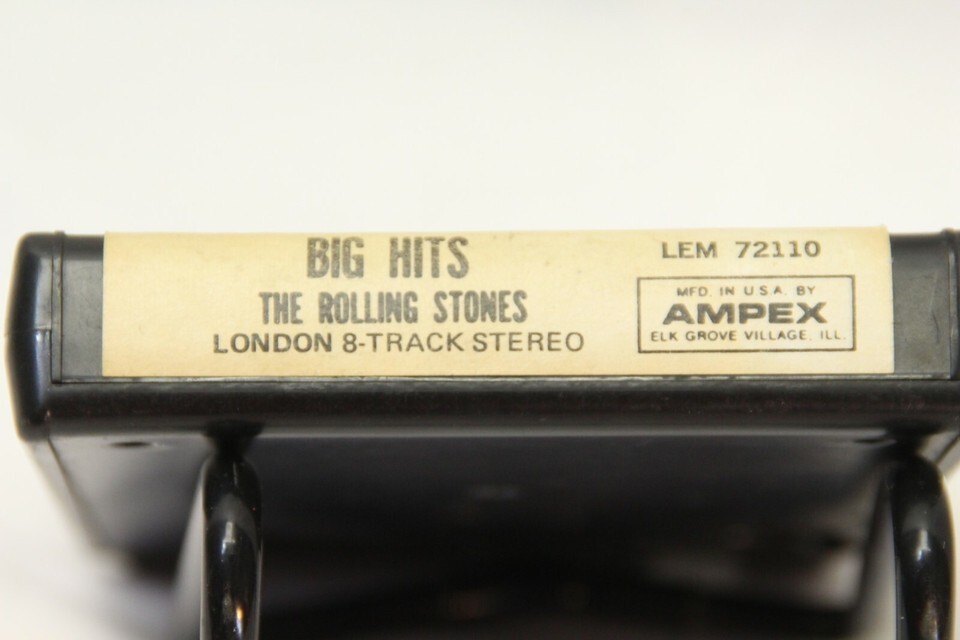 BIG HITS
THE ROLLING STONES
LONDON 8-TRACK STEREO
LEM 72110
MFD. IN U.S.A. BY
AMPEX
ELK GROVE VILLAGE, ILL.